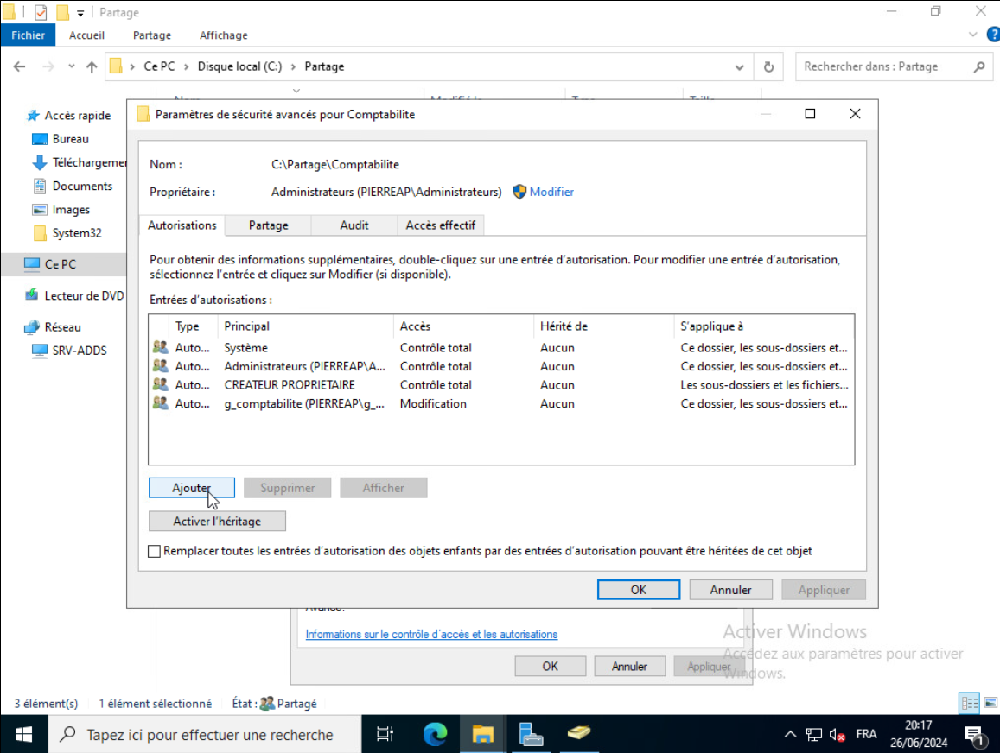 Partage
Fichier Accueil Partage Affichage
Ce PC Disque local (C:) Partage
Rechercher dans : Partage
Accès rapide
Bureau
Documents
Images
System32
Ce PC
Lecteur de DVD
Réseau
SRV-ADDS
Paramètres de sécurité avancés pour Comptabilite
Nom : C:\Partage\Comptabilite
Propriétaire : Administrateurs (PIERREAP\Administrateurs) Modifier
Autorisations Partage Audit Accès effectif
Pour obtenir des informations supplémentaires, double-cliquez sur une entrée d'autorisation. Pour modifier une entrée d'autorisation,
sélectionnez l'entrée et cliquez sur Modifier (si disponible).
Entrées d'autorisations :
Type Principal Accès Hérité de S'applique à
Auto... Système Contrôle total Aucun Ce dossier, les sous-dossiers et...
Auto... Administrateurs (PIERREAP\A... Contrôle total Aucun Ce dossier, les sous-dossiers et...
Auto... CREATEUR PROPRIETAIRE Contrôle total Aucun Les sous-dossiers et les fichiers...
Auto... g_comptabilite (PIERREAP\g_... Modification Aucun Ce dossier, les sous-dossiers et...
Ajouter Supprimer Afficher
Activer l'héritage
Remplacer toutes les entrées d'autorisation des objets enfants par des entrées d'autorisation pouvant être héritées de cet objet
OK Annuler Appliquer
Informations sur le contrôle d'accès et les autorisations
OK Annuler Appliquer
Activer Windows
Accédez aux paramètres pour activer
Windows.
3 élément(s) 1 élément sélectionné État : Partagé
Tapez ici pour effectuer une recherche
FRA
20:17
26/06/2024
1